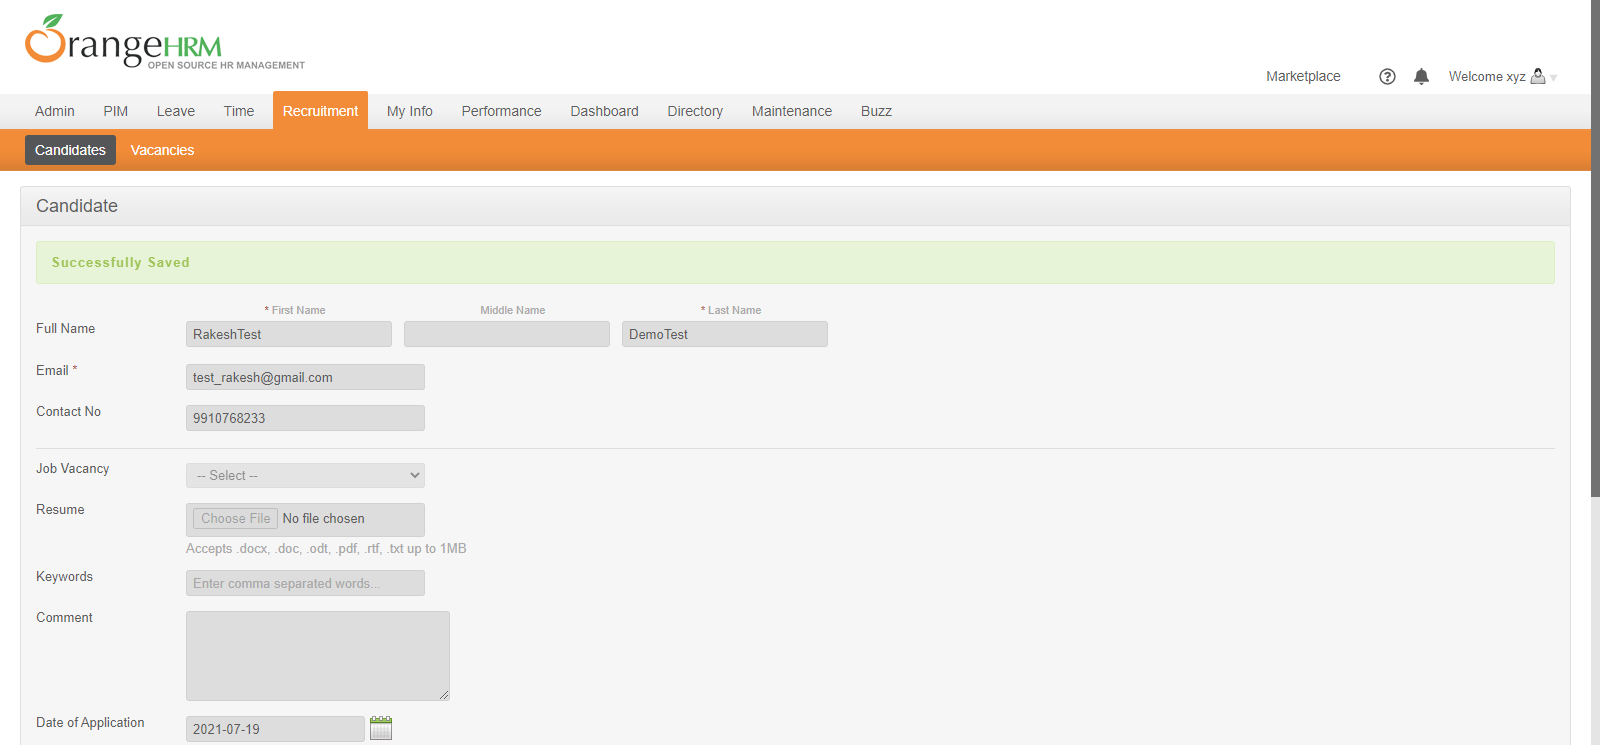 OrangeHRM
OPEN SOURCE HR MANAGEMENT
Marketplace ? Welcome xyz
Admin PIM Leave Time Recruitment My Info Performance Dashboard Directory Maintenance Buzz
Candidates Vacancies
Candidate
Successfully Saved
* First Name Middle Name * Last Name
Full Name RakeshTest DemoTest
Email * test_rakesh@gmail.com
Contact No 9910768233
Job Vacancy -- Select --
Resume Choose File No file chosen
Accepts .docx, .doc, .odt, .pdf, .rtf, .txt up to 1MB
Keywords Enter comma separated words...
Comment
Date of Application 2021-07-19